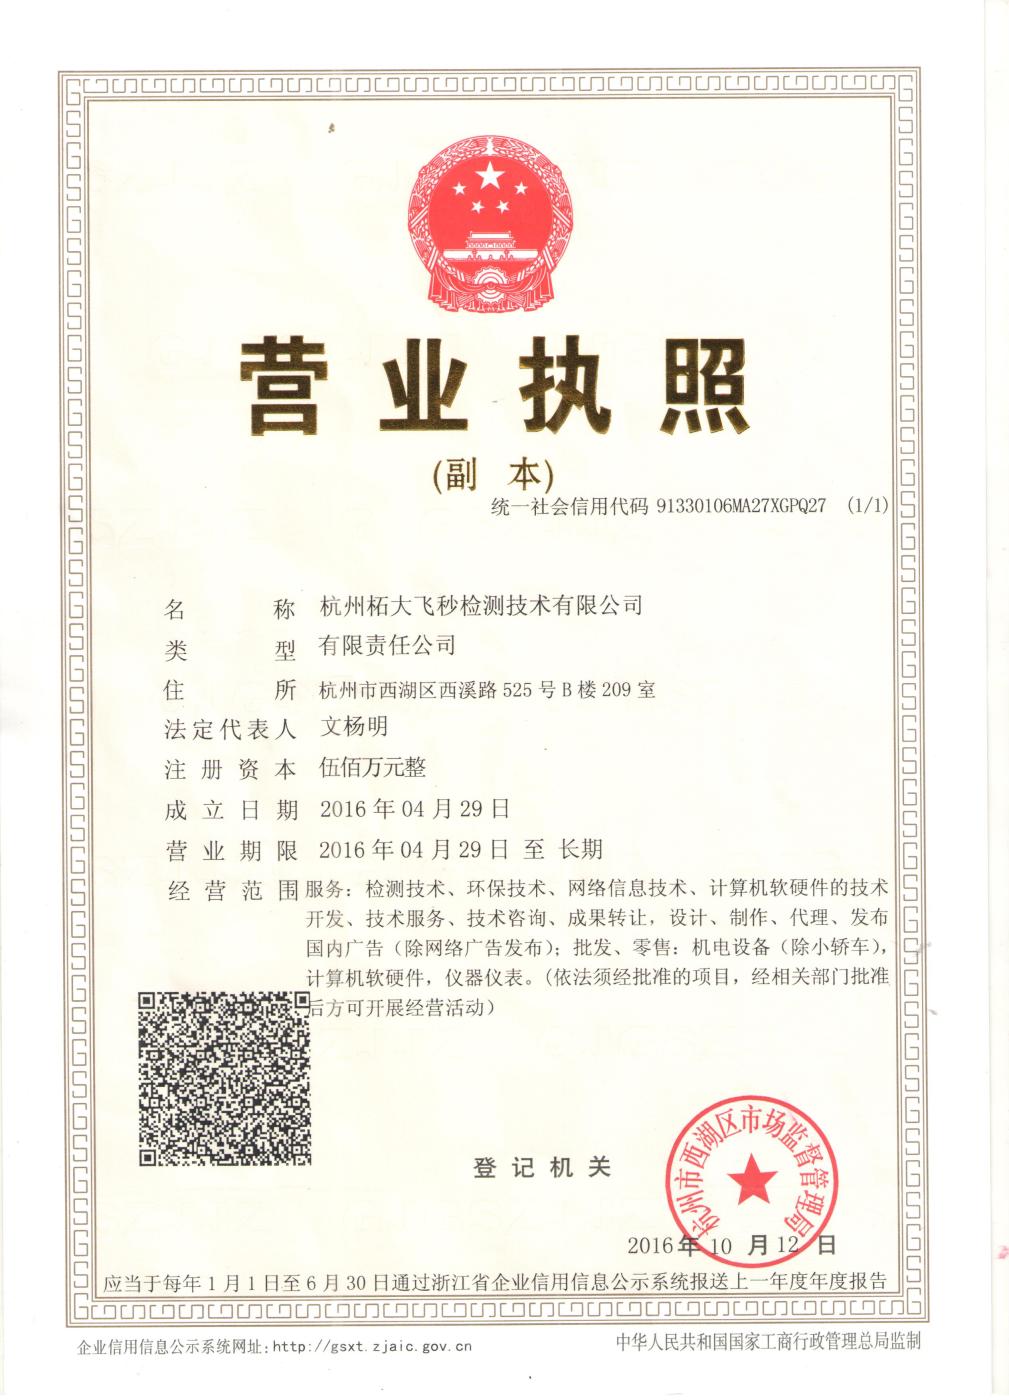 营业执照
(副 本)
统一社会信用代码 91330106MA27XGPQ27 (1/1)
名 称 杭州柘大飞秒检测技术有限公司
类 型 有限责任公司
住 所 杭州市西湖区西溪路 525 号 B 楼 209 室
法定代表人 文杨明
注 册 资 本 伍佰万元整
成 立 日 期 2016 年 04 月 29 日
营 业 期 限 2016 年 04 月 29 日 至 长期
经 营 范 围 服务：检测技术、环保技术、网络信息技术、计算机软硬件的技术
开发、技术服务、技术咨询、成果转让，设计、制作、代理、发布
国内广告（除网络广告发布）；批发、零售：机电设备（除小轿车），
计算机软硬件，仪器仪表。（依法须经批准的项目，经相关部门批准
后方可开展经营活动）
杭州市西湖区市场监督管理局
登 记 机 关
2016 年 10 月 12 日
应当于每年 1 月 1 日至 6 月 30 日通过浙江省企业信用信息公示系统报送上一年度年度报告
企业信用信息公示系统网址：http://gsxt.zjaic.gov.cn
中华人民共和国国家工商行政管理总局监制